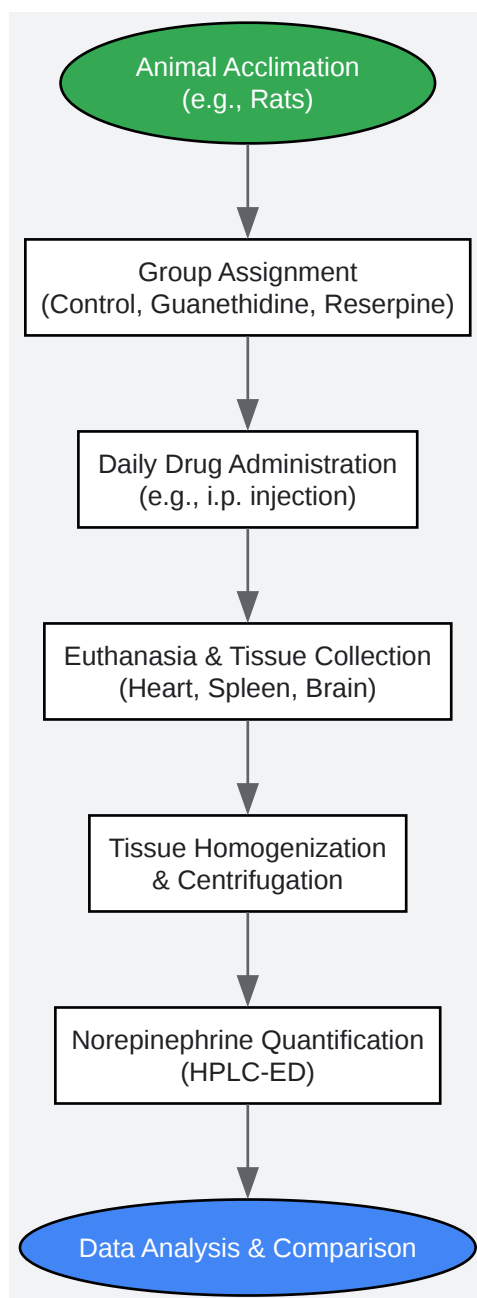 Animal Acclimation
(e.g., Rats)
Group Assignment
(Control, Guanethidine, Reserpine)
Daily Drug Administration
(e.g., i.p. injection)
Euthanasia & Tissue Collection
(Heart, Spleen, Brain)
Tissue Homogenization
& Centrifugation
Norepinephrine Quantification
(HPLC-ED)
Data Analysis & Comparison